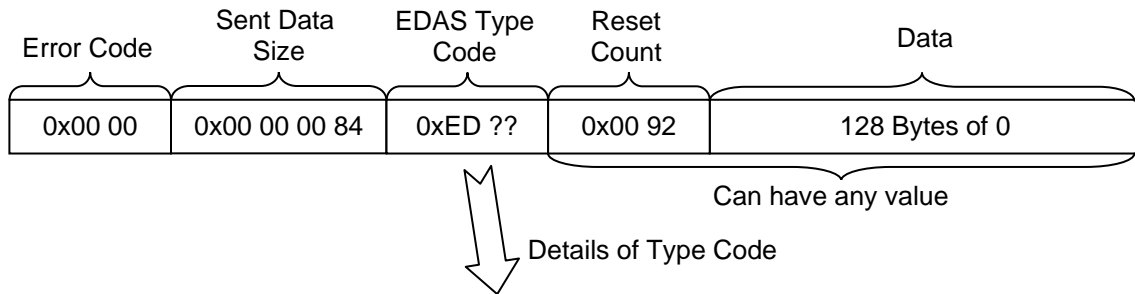 Error Code
Sent Data
Size
EDAS Type
Code
Reset
Count
Data
0x00 00
0x00 00 00 84
0xED ??
0x00 92
128 Bytes of 0
Can have any value
Details of Type Code